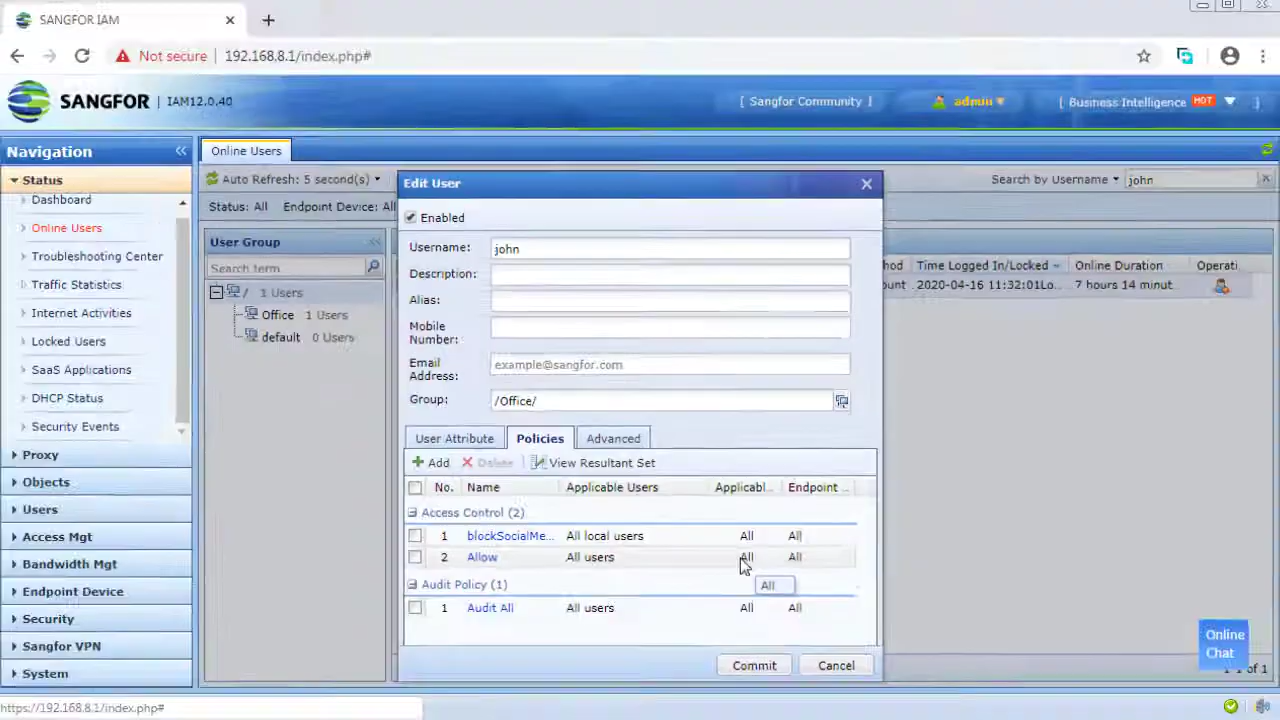 SANGFOR IAM
Not secure 192.168.8.1/index.php#
SANGFOR | IAM12.0.40
[ Sangfor Community ]
admin
[ Business Intelligence HOT ]
Navigation
Status
Dashboard
Online Users
Troubleshooting Center
Traffic Statistics
Internet Activities
Locked Users
SaaS Applications
DHCP Status
Security Events
Proxy
Objects
Users
Access Mgt
Bandwidth Mgt
Endpoint Device
Security
Sangfor VPN
System
Online Users
Auto Refresh: 5 second(s)
Search by Username john
Status: All Endpoint Device: All
User Group
Search term
/ 1 Users
Office 1 Users
default 0 Users
hod Time Logged In/Locked Online Duration Operati
ount 2020-04-16 11:32:01Lo... 7 hours 14 minut...
Edit User
Enabled
Username: john
Description:
Alias:
Mobile
Number:
Email
Address: example@sangfor.com
Group: /Office/
User Attribute Policies Advanced
Add Delete View Resultant Set
No. Name Applicable Users Applicabl... Endpoint ...
Access Control (2)
1 blockSocialMe... All local users All All
2 Allow All users All All
All
Audit Policy (1)
1 Audit All All users All All
Commit Cancel
Online
Chat
1 of 1
https://192.168.8.1/index.php#